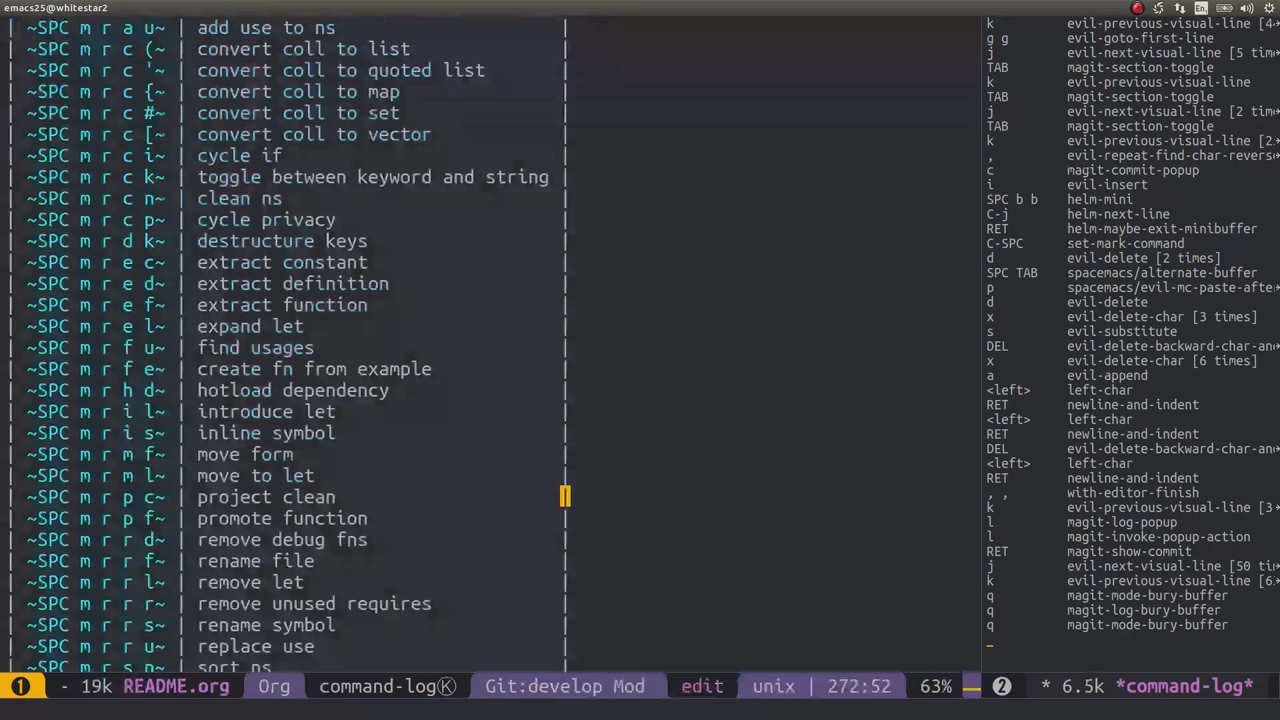 emacs25@whitestar2
En
| ~SPC m r a u~ | add use to ns |
| ~SPC m r c (~ | convert coll to list |
| ~SPC m r c '~ | convert coll to quoted list |
| ~SPC m r c {~ | convert coll to map |
| ~SPC m r c #~ | convert coll to set |
| ~SPC m r c [~ | convert coll to vector |
| ~SPC m r c i~ | cycle if |
| ~SPC m r c k~ | toggle between keyword and string |
| ~SPC m r c n~ | clean ns |
| ~SPC m r c p~ | cycle privacy |
| ~SPC m r d k~ | destructure keys |
| ~SPC m r e c~ | extract constant |
| ~SPC m r e d~ | extract definition |
| ~SPC m r e f~ | extract function |
| ~SPC m r e l~ | expand let |
| ~SPC m r f u~ | find usages |
| ~SPC m r f e~ | create fn from example |
| ~SPC m r h d~ | hotload dependency |
| ~SPC m r i l~ | introduce let |
| ~SPC m r i s~ | inline symbol |
| ~SPC m r m f~ | move form |
| ~SPC m r m l~ | move to let |
| ~SPC m r p c~ | project clean |
| ~SPC m r p f~ | promote function |
| ~SPC m r r d~ | remove debug fns |
| ~SPC m r r f~ | rename file |
| ~SPC m r r l~ | remove let |
| ~SPC m r r r~ | remove unused requires |
| ~SPC m r r s~ | rename symbol |
| ~SPC m r r u~ | replace use |
| ~SPC m r s n~ | sort ns |
1 - 19k README.org Org command-logⓀ Git:develop Mod edit unix | 272:52 63%
k evil-previous-visual-line [4
g g evil-goto-first-line
j evil-next-visual-line [5 tim
TAB magit-section-toggle
k evil-previous-visual-line
TAB magit-section-toggle
j evil-next-visual-line [2 tim
TAB magit-section-toggle
k evil-previous-visual-line [2
, evil-repeat-find-char-revers
c magit-commit-popup
i evil-insert
SPC b b helm-mini
C-j helm-next-line
RET helm-maybe-exit-minibuffer
C-SPC set-mark-command
d evil-delete [2 times]
SPC TAB spacemacs/alternate-buffer
p spacemacs/evil-mc-paste-afte
d evil-delete
x evil-delete-char [3 times]
s evil-substitute
DEL evil-delete-backward-char-an
x evil-delete-char [6 times]
a evil-append
<left> left-char
RET newline-and-indent
<left> left-char
RET newline-and-indent
DEL evil-delete-backward-char-an
<left> left-char
RET newline-and-indent
, , with-editor-finish
k evil-previous-visual-line [3
l magit-log-popup
l magit-invoke-popup-action
RET magit-show-commit
j evil-next-visual-line [50 tim
k evil-previous-visual-line [6
q magit-mode-bury-buffer
q magit-log-bury-buffer
q magit-mode-bury-buffer
2 * 6.5k *command-log*